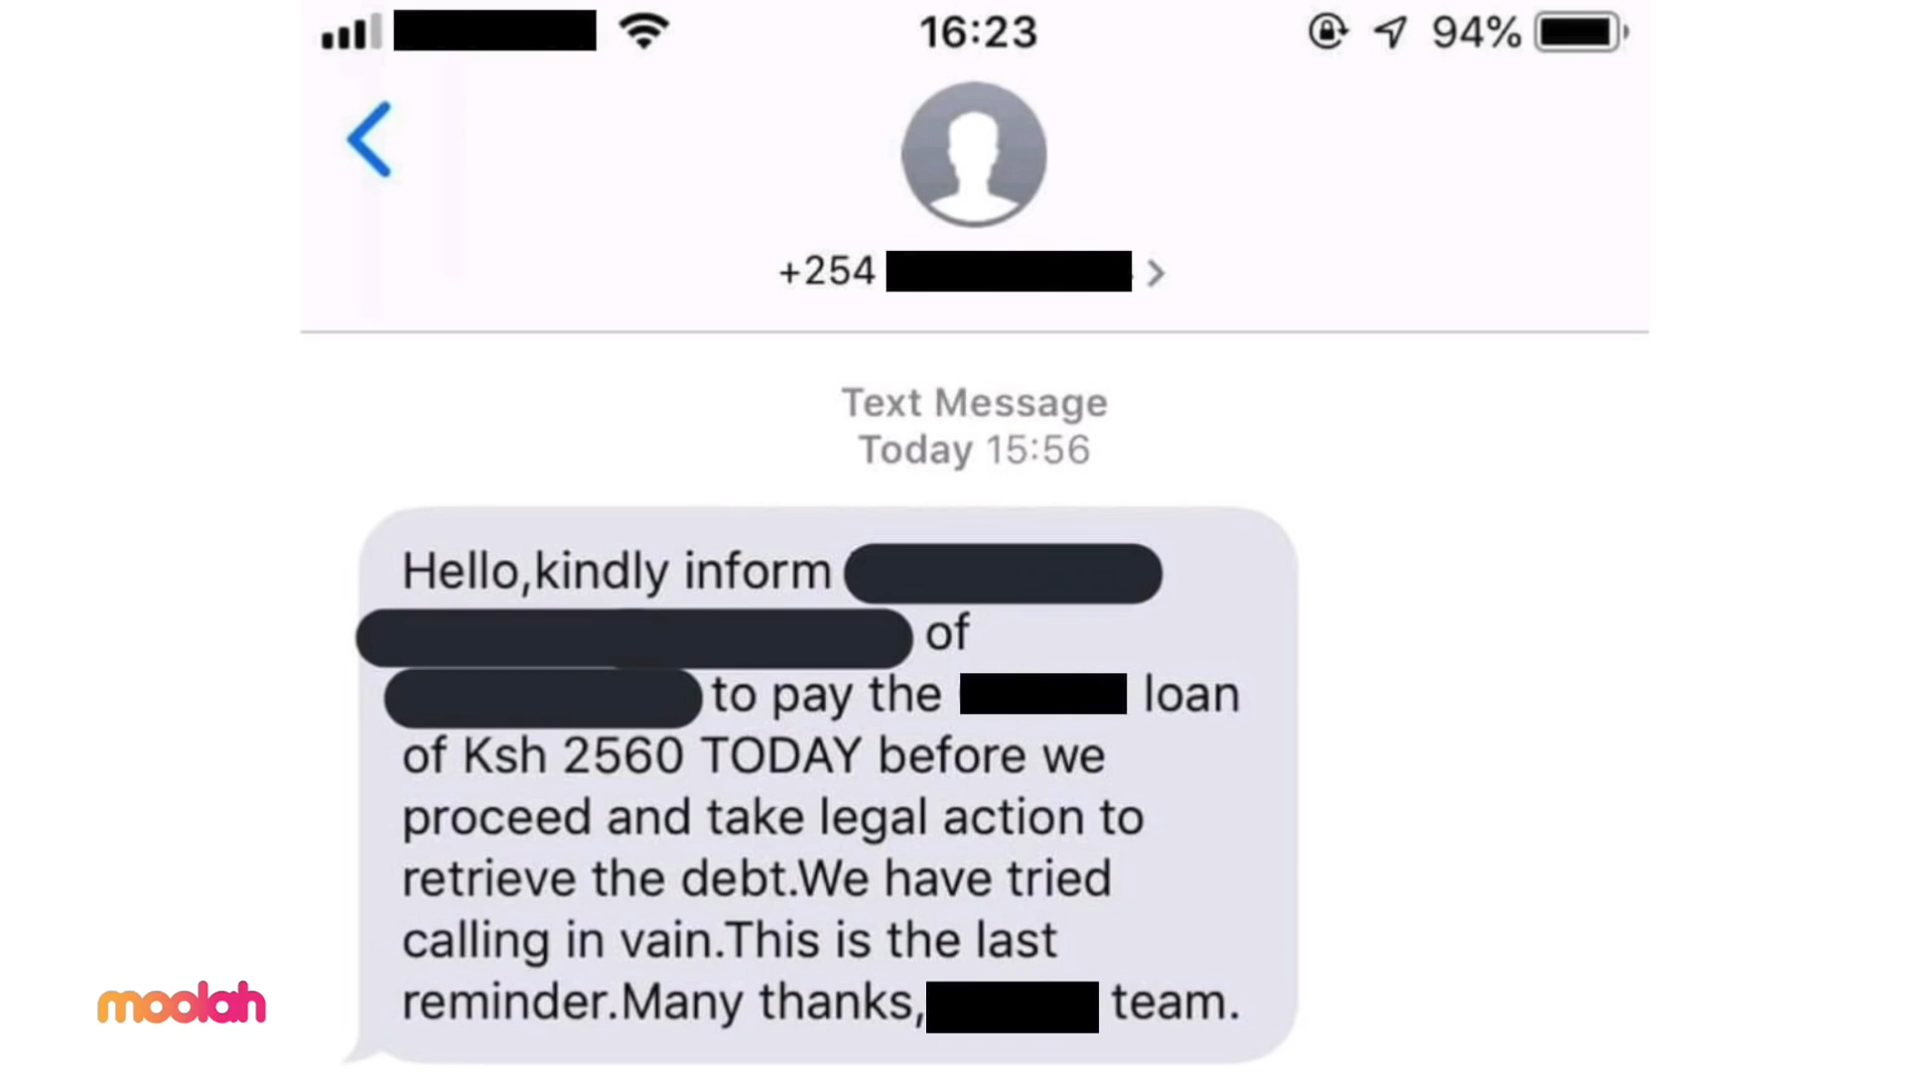 16:23
94%
+254
Text Message
Today 15:56
Hello,kindly inform
of
to pay the loan
of Ksh 2560 TODAY before we
proceed and take legal action to
retrieve the debt.We have tried
calling in vain.This is the last
reminder.Many thanks, team.
moolah